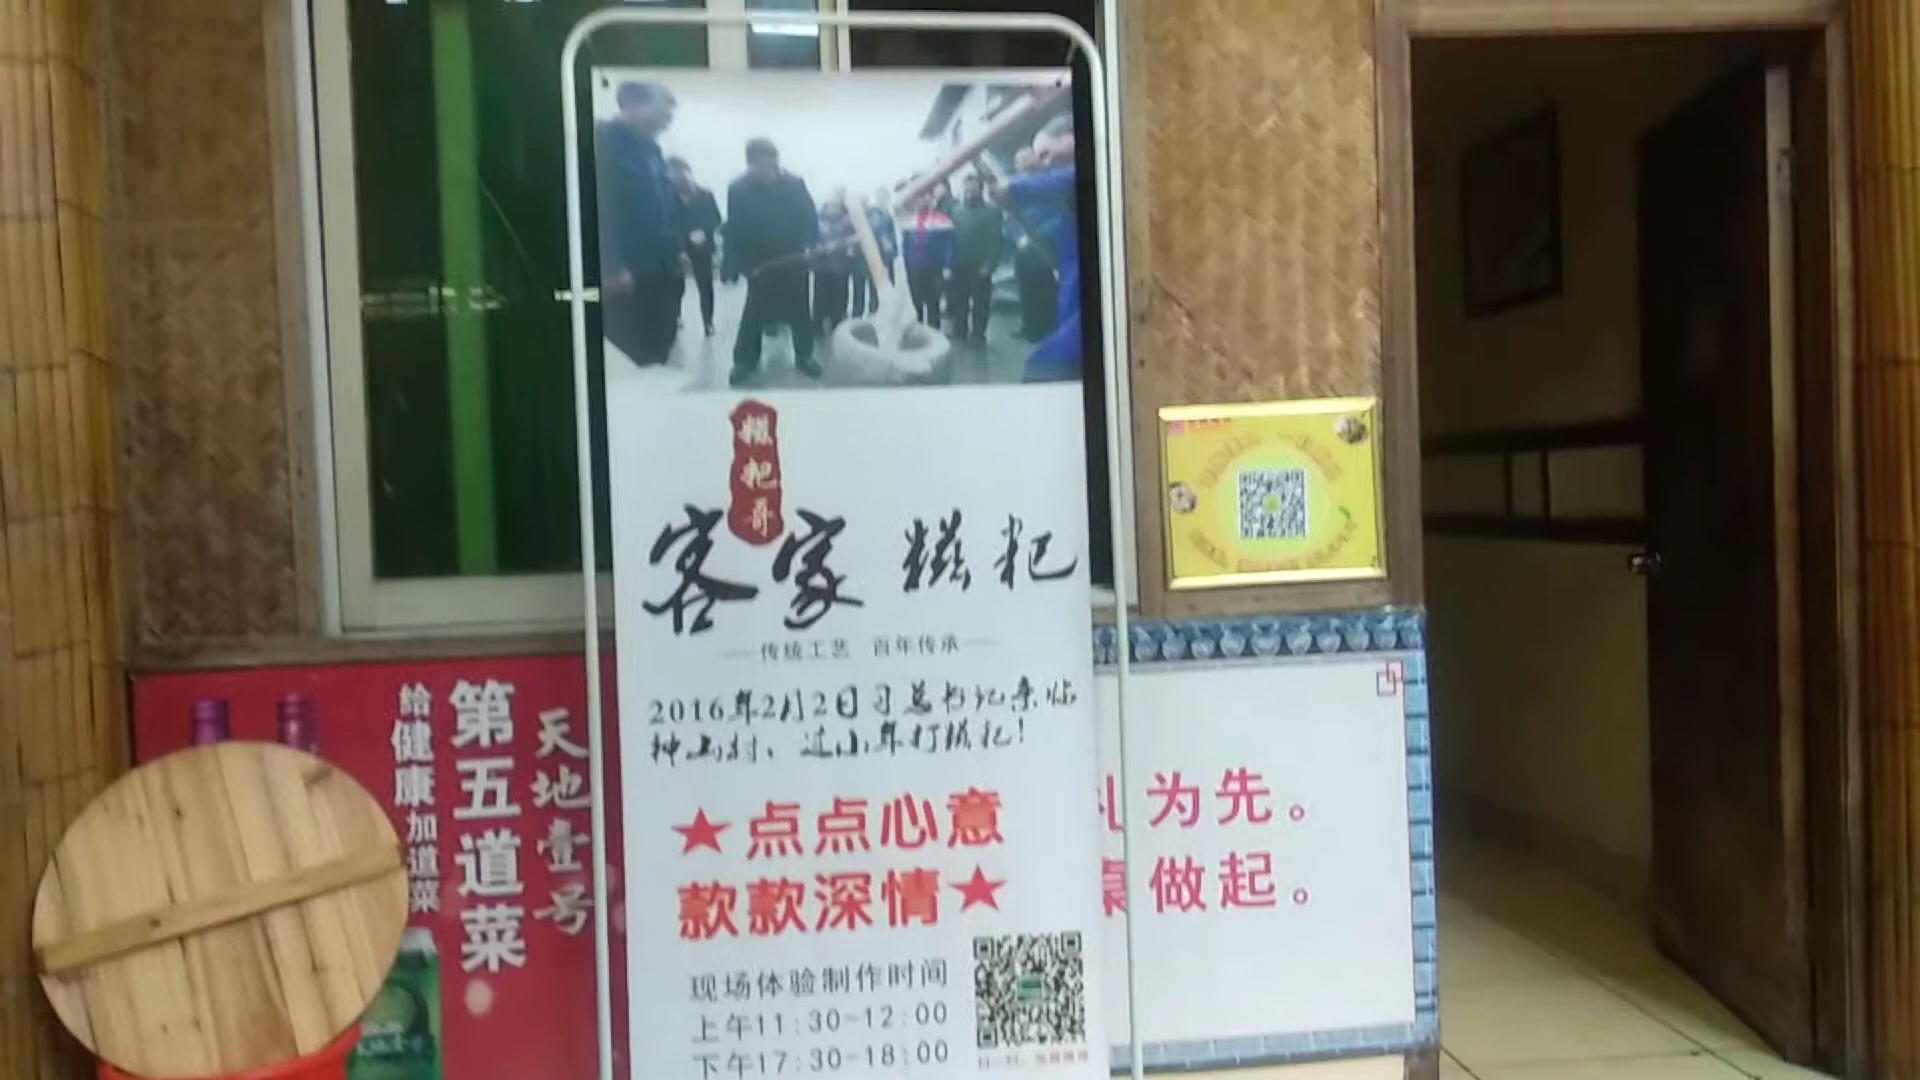 糍粑哥
客家 糍粑
传统工艺 百年传承
2016年2月2日习总书记亲临
神山村、过小年打糍粑!
★点点心意
款款深情★
现场体验制作时间
上午11:30-12:00
下午17:30-18:00
天地壹号
第五道菜
给健康加道菜
礼为先。
桌做起。